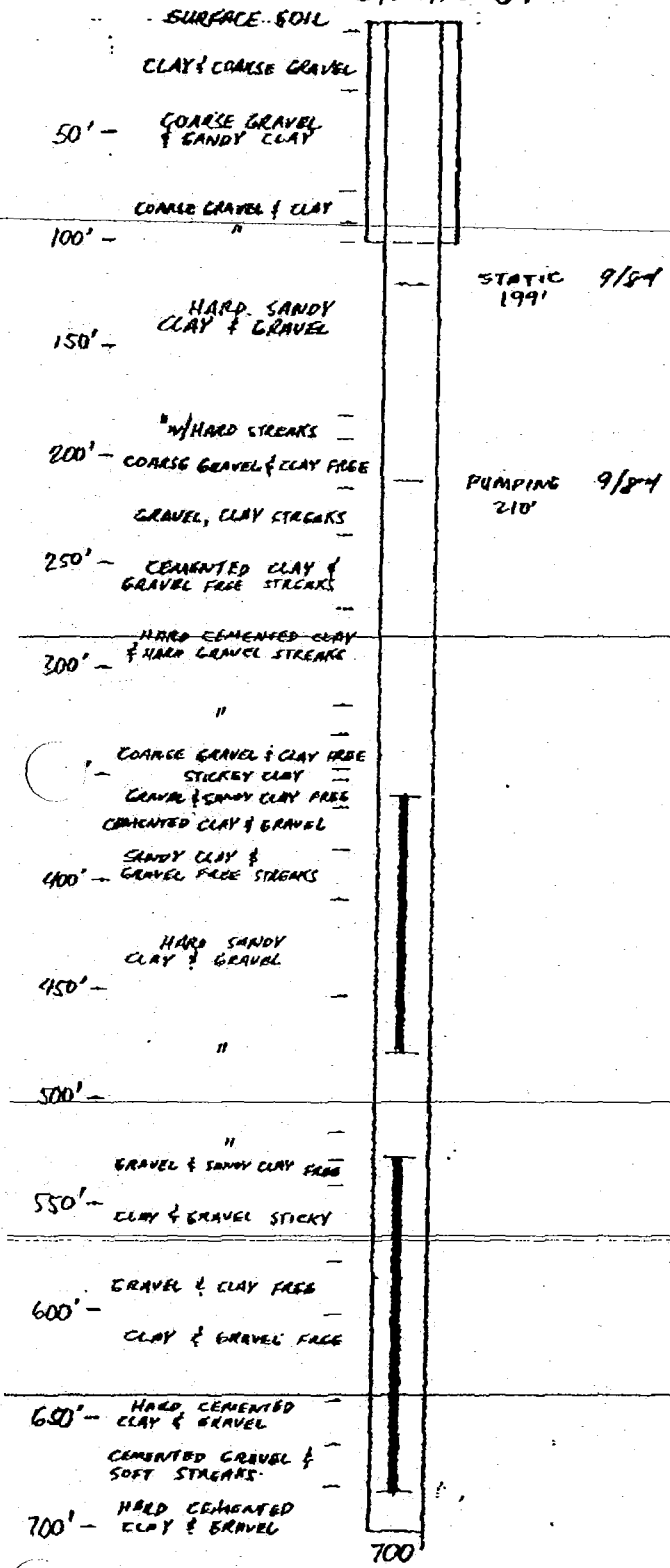 SURFACE SOIL
CLAY & COARSE GRAVEL
50'
COARSE GRAVEL
& SANDY CLAY
COARSE GRAVEL & CLAY
"
100'
STATIC 9/84
199'
HARD SANDY
CLAY & GRAVEL
150'
" W/HARD STREAKS
200'
COARSE GRAVEL & CLAY FREE
PUMPING 9/84
210'
GRAVEL, CLAY STREAKS
250'
CEMENTED CLAY &
GRAVEL FREE STREAKS
HARD CEMENTED CLAY
& HARD GRAVEL STREAKS
300'
"
COARSE GRAVEL & CLAY FREE
STICKEY CLAY
GRAVEL & SANDY CLAY FREE
CEMENTED CLAY & GRAVEL
SANDY CLAY &
GRAVEL FREE STREAKS
400'
HARD SANDY
CLAY & GRAVEL
450'
"
500'
"
GRAVEL & SANDY CLAY FREE
550'
CLAY & GRAVEL STICKY
GRAVEL & CLAY FREE
600'
CLAY & GRAVEL FREE
650'
HARD CEMENTED
CLAY & GRAVEL
CEMENTED GRAVEL &
SOFT STREAKS
HARD CEMENTED
700'
CLAY & GRAVEL
700'